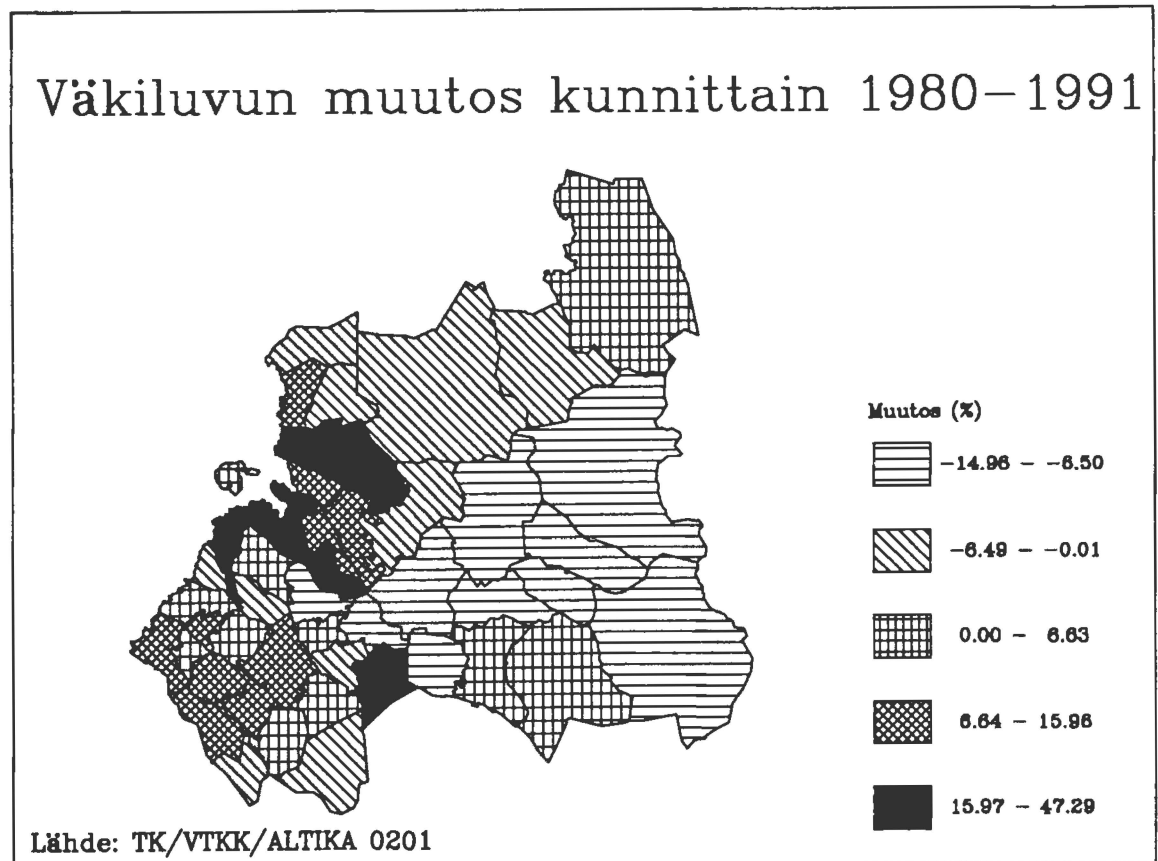 Väkiluvun muutos kunnittain 1980-1991
Muutos (%)
-14.96 - -6.50
-6.49 - -0.01
0.00 - 6.63
6.64 - 15.96
15.97 - 47.29
Lähde: TK/VTKK/ALTIKA 0201